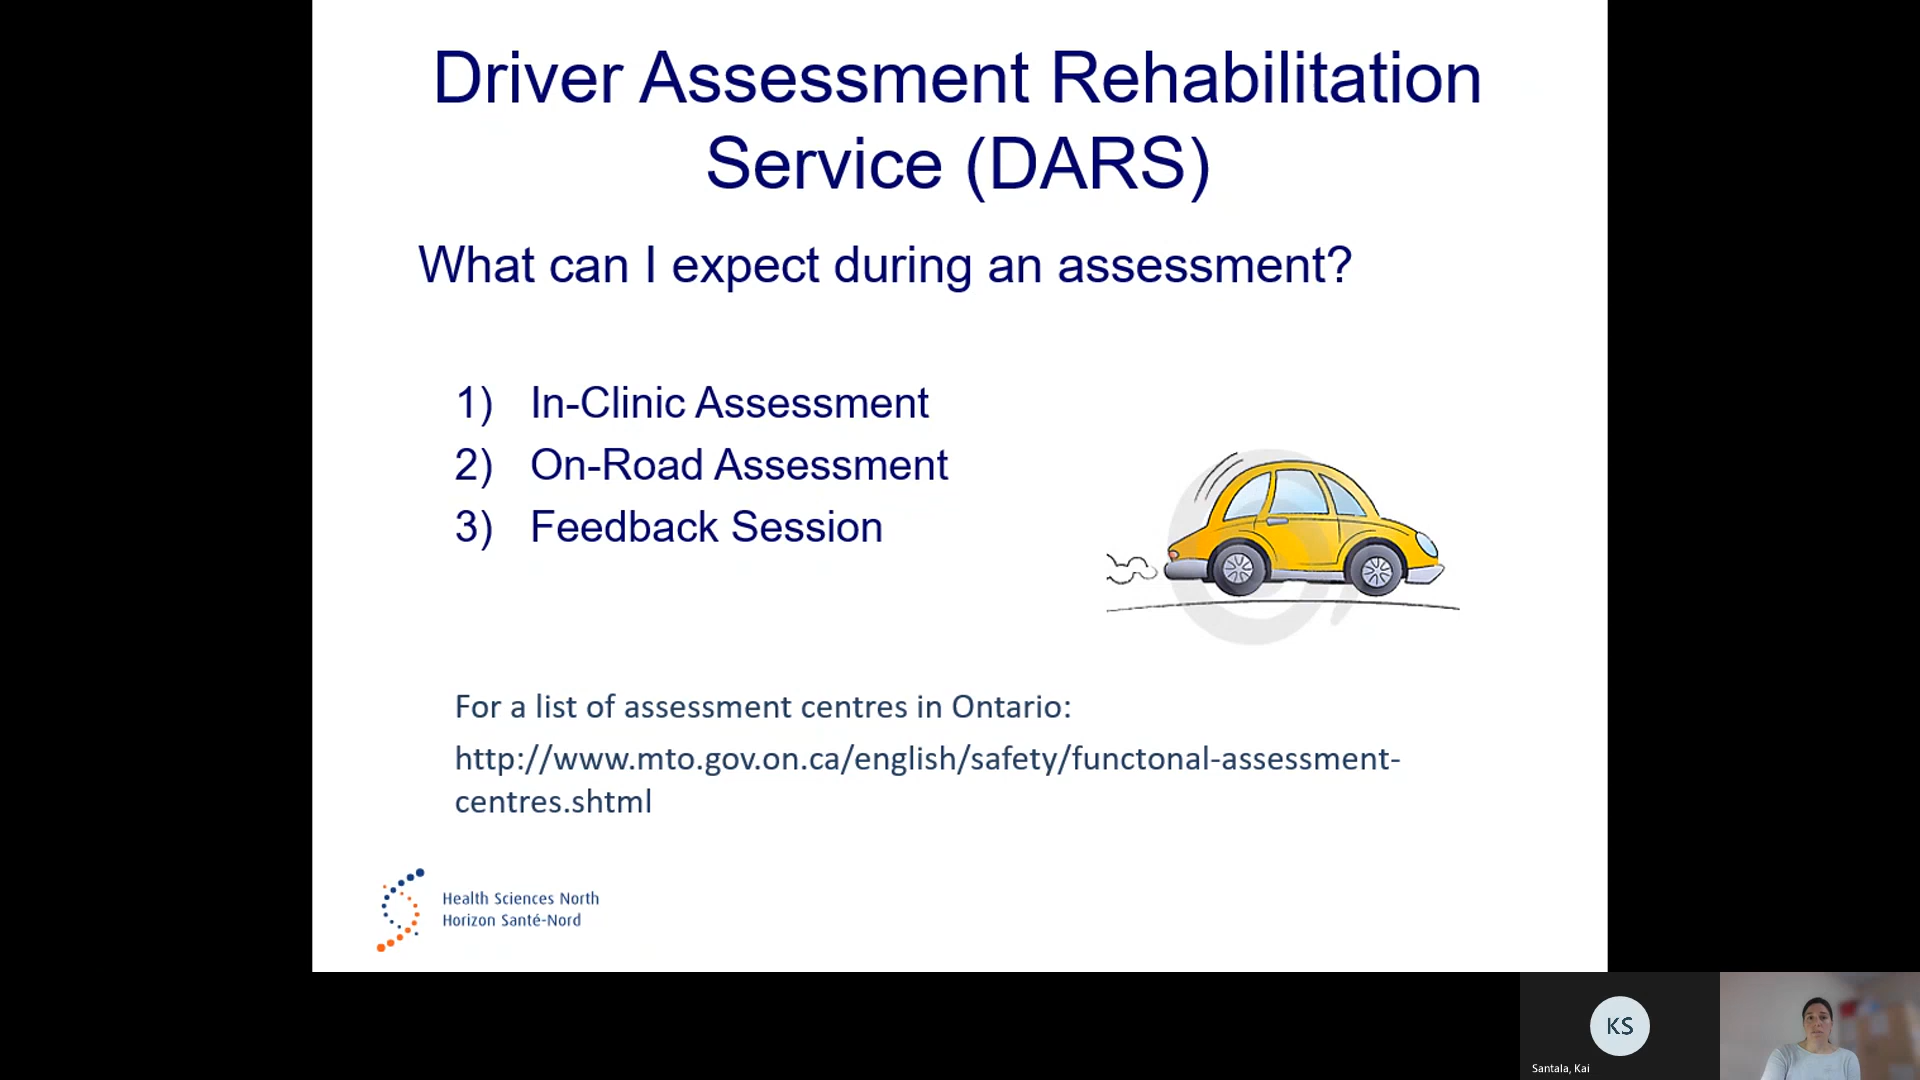 Driver Assessment Rehabilitation
Service (DARS)
What can I expect during an assessment?
1) In-Clinic Assessment
2) On-Road Assessment
3) Feedback Session
For a list of assessment centres in Ontario:
http://www.mto.gov.on.ca/english/safety/functonal-assessment-
centres.shtml
Health Sciences North
Horizon Santé-Nord
KS
Santala, Kai